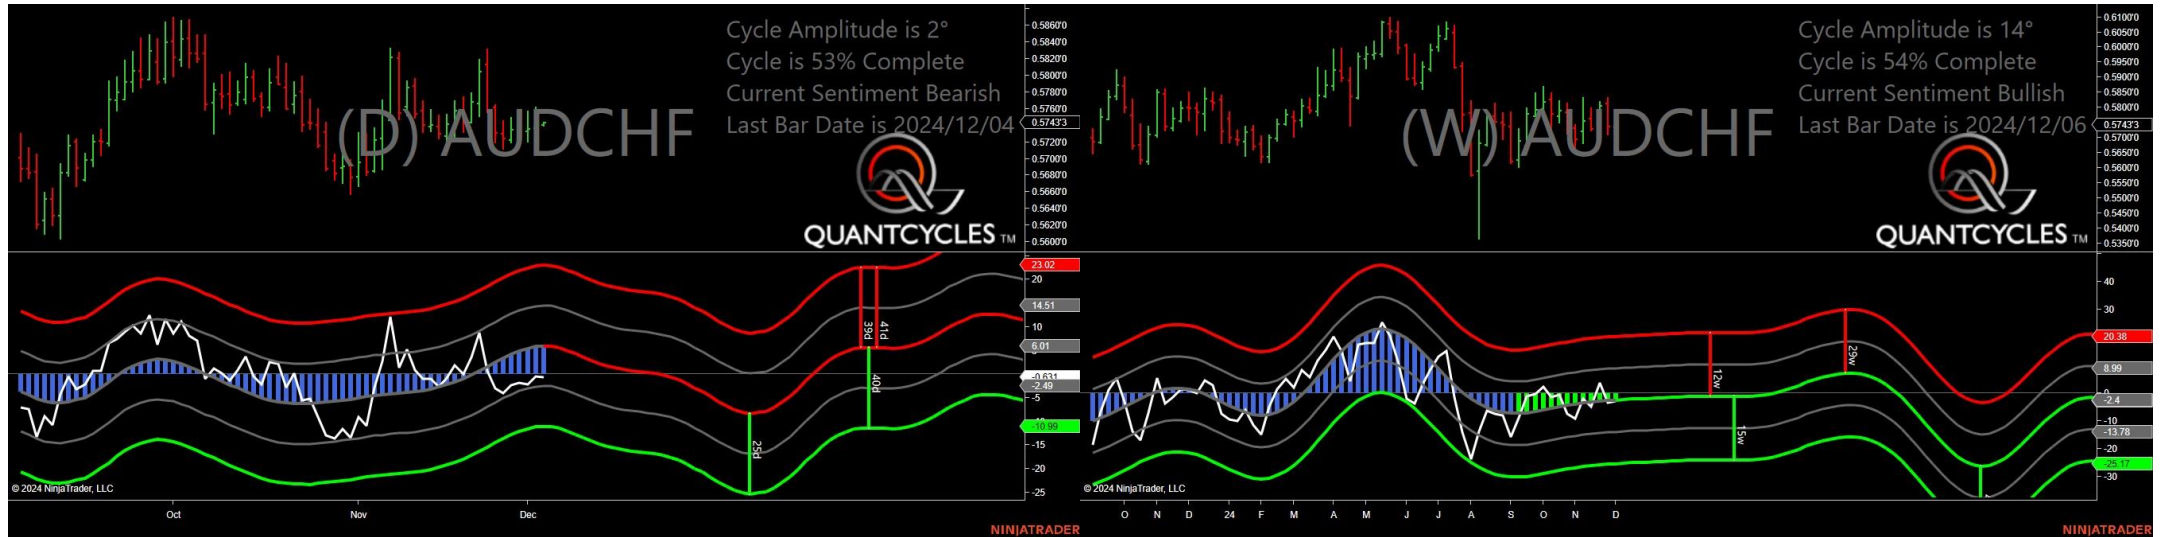 Cycle Amplitude is 2°
Cycle is 53% Complete
Current Sentiment Bearish
Last Bar Date is 2024/12/04
(D) AUDCHF
QUANTCYCLES TM
0.5860'0
0.5840'0
0.5820'0
0.5800'0
0.5780'0
0.5760'0
0.5743'3
0.5720'0
0.5700'0
0.5680'0
0.5660'0
0.5640'0
0.5620'0
0.5600'0
23.02
20
14.51
10
6.01
-0.631
-2.49
-5
-10.99
-15
-20
-25
39d
41d
40d
25d
© 2024 NinjaTrader, LLC
Oct
Nov
Dec
NINJATRADER
Cycle Amplitude is 14°
Cycle is 54% Complete
Current Sentiment Bullish
Last Bar Date is 2024/12/06
(W) AUDCHF
QUANTCYCLES TM
0.6100'0
0.6050'0
0.6000'0
0.5950'0
0.5900'0
0.5850'0
0.5800'0
0.5743'3
0.5700'0
0.5650'0
0.5600'0
0.5550'0
0.5500'0
0.5450'0
0.5400'0
0.5350'0
40
30
20.38
8.99
0
-2.4
-10
-13.78
-20
-25.17
-30
12w
29w
15w
© 2024 NinjaTrader, LLC
O N D 24 F M A M J J A S O N D
NINJATRADER